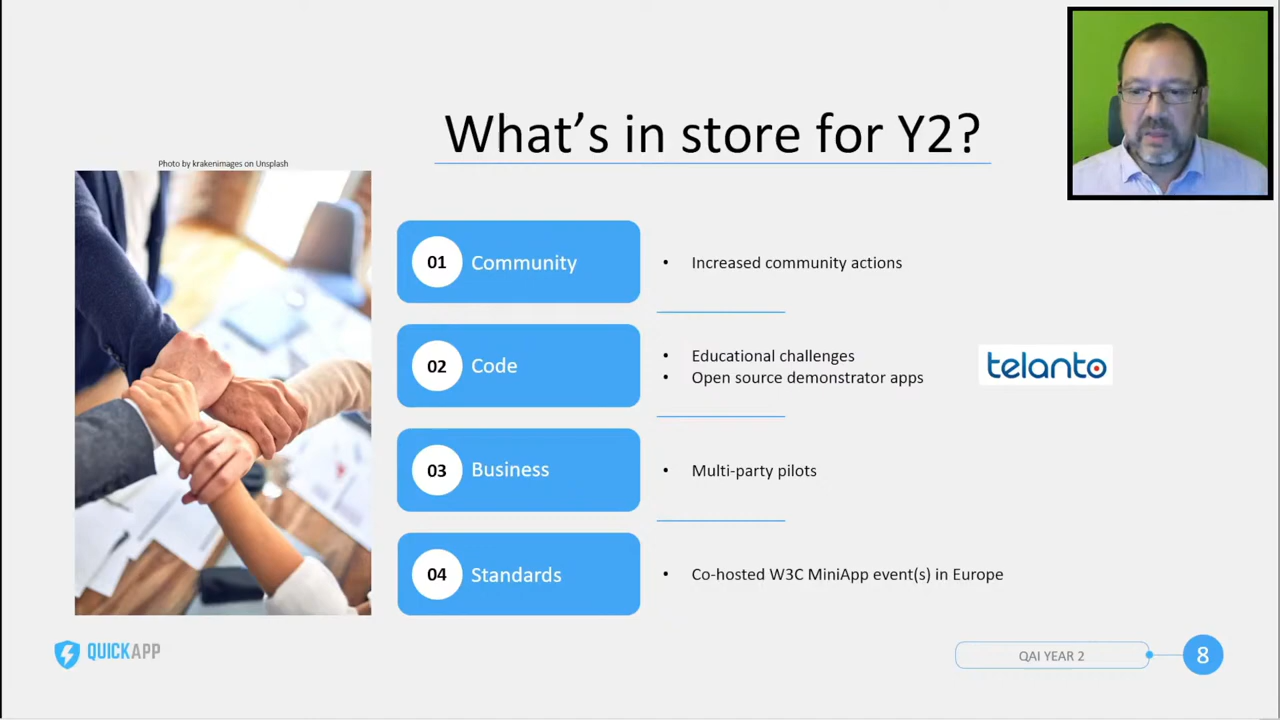 What's in store for Y2?
Photo by krakenimages on Unsplash
01 Community
• Increased community actions
02 Code
• Educational challenges
• Open source demonstrator apps
telanto
03 Business
• Multi-party pilots
04 Standards
• Co-hosted W3C MiniApp event(s) in Europe
QUICKAPP
QAI YEAR 2
8